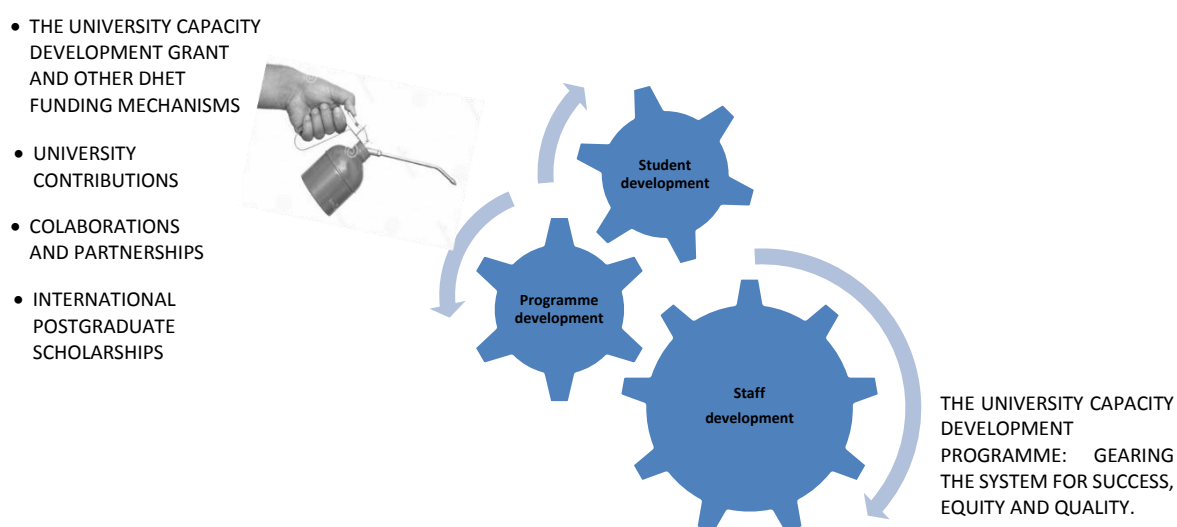 • THE UNIVERSITY CAPACITY
DEVELOPMENT GRANT
AND OTHER DHET
FUNDING MECHANISMS
• UNIVERSITY
CONTRIBUTIONS
• COLABORATIONS
AND PARTNERSHIPS
• INTERNATIONAL
POSTGRADUATE
SCHOLARSHIPS
Student
development
Programme
development
Staff
development
THE UNIVERSITY CAPACITY
DEVELOPMENT
PROGRAMME: GEARING
THE SYSTEM FOR SUCCESS,
EQUITY AND QUALITY.